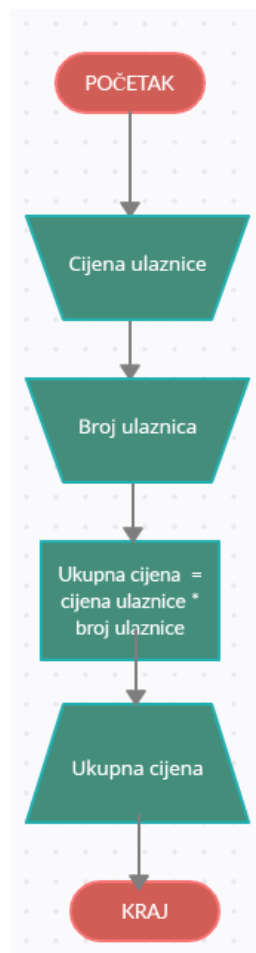 POČETAK
Cijena ulaznice
Broj ulaznica
Ukupna cijena =
cijena ulaznice *
broj ulaznice
Ukupna cijena
KRAJ